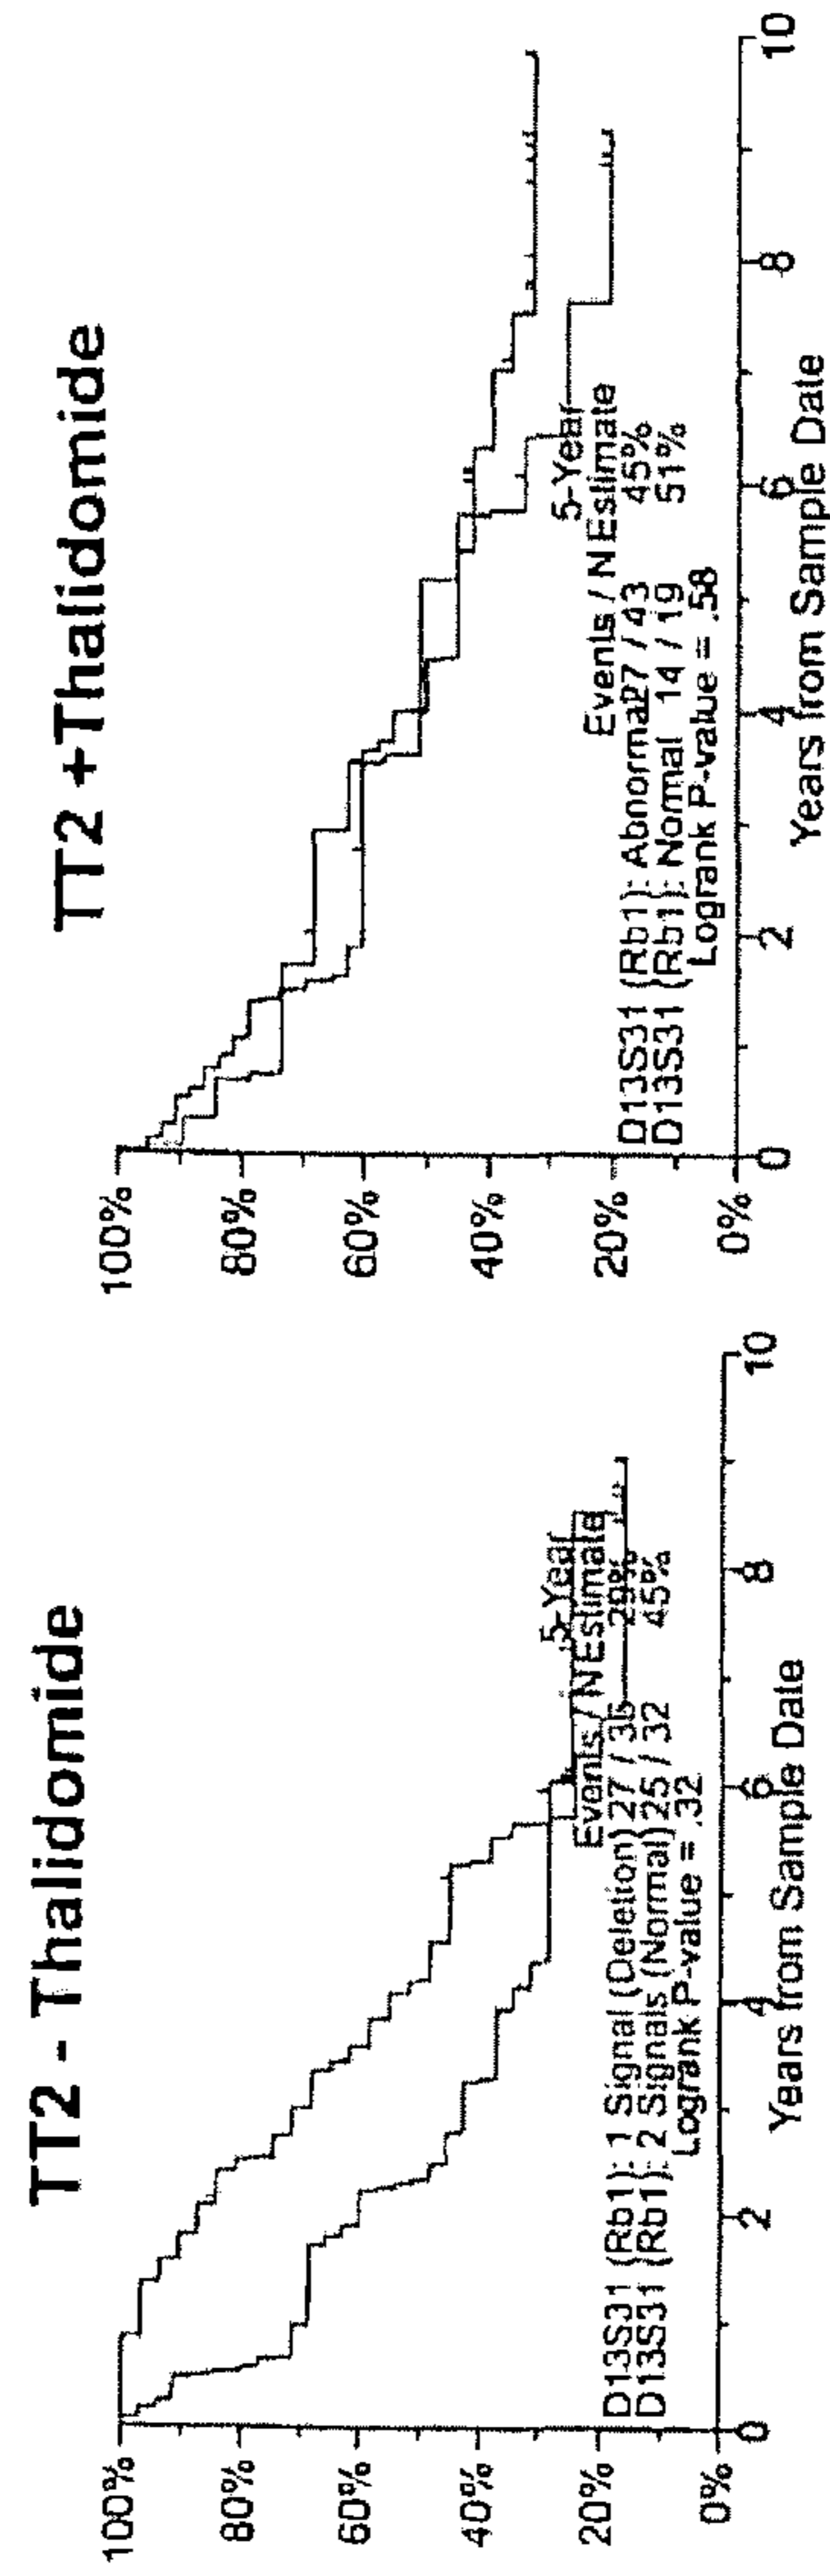 TT2 - Thalidomide
100%
80%
60%
40%
20%
0%
5-Year
Events / N Estimate
D13S31 (Rb1): 1 Signal (Deletion) 27 / 35 29%
D13S31 (Rb1): 2 Signals (Normal) 25 / 32 45%
Logrank P-value = .32
0 2 4 6 8 10
Years from Sample Date
TT2 +Thalidomide
100%
80%
60%
40%
20%
0%
5-Year
Events / N Estimate
D13S31 (Rb1): Abnormal 27 / 43 45%
D13S31 (Rb1): Normal 14 / 19 51%
Logrank P-value = .58
0 2 4 6 8 10
Years from Sample Date